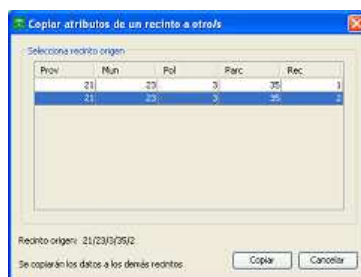 Copiar atributos de un recinto a otro/s
Selecciona recinto origen
Prov Mun Pol Parc Rec
21 23 3 35 1
21 23 3 35 2
Recinto origen: 21/23/3/35/2
Se copiarán los datos a los demás recintos
Copiar Cancelar